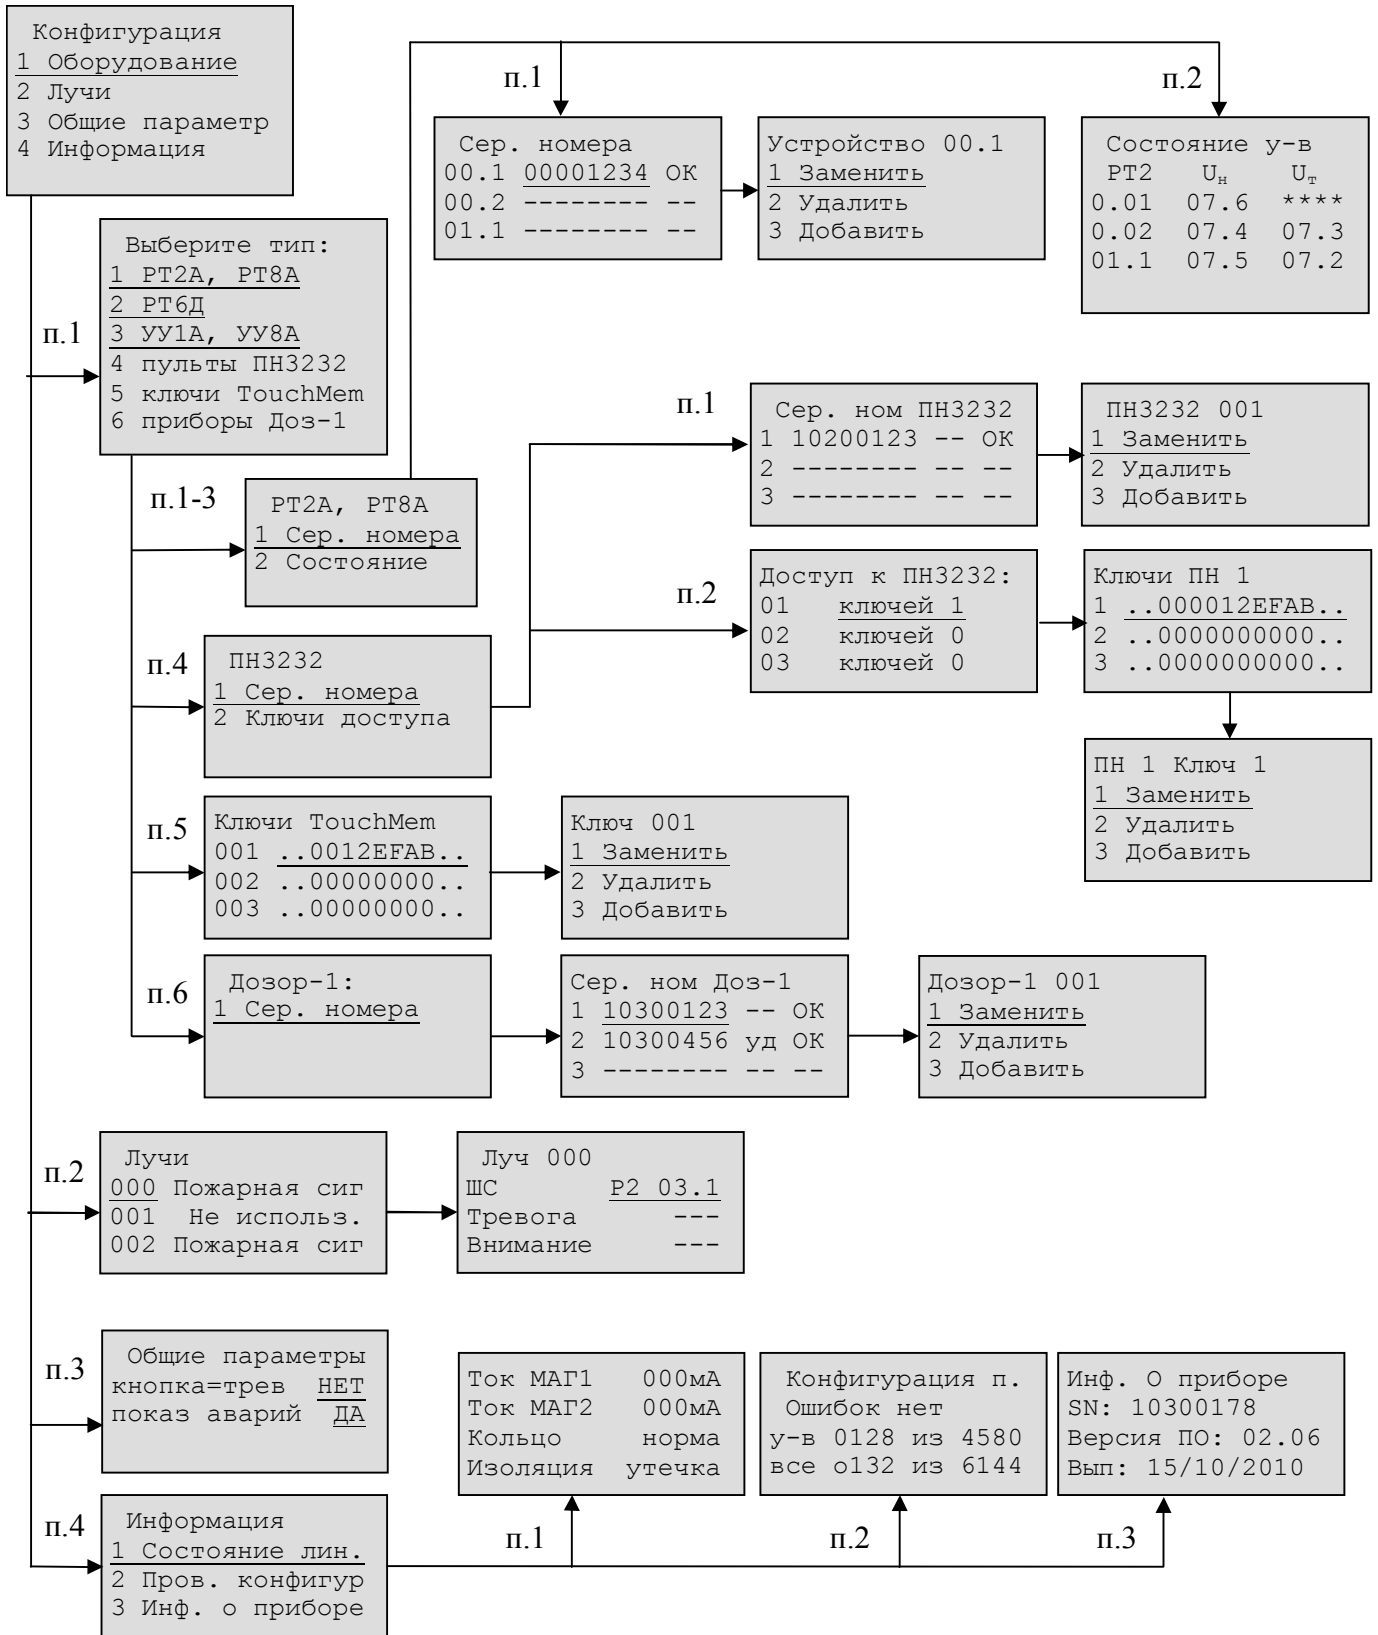 Конфигурация
1 Оборудование
2 Лучи
3 Общие параметр
4 Информация
п.1
п.2
Сер. номера
00.1 00001234 ОК
00.2 -------- --
01.1 -------- --
Устройство 00.1
1 Заменить
2 Удалить
3 Добавить
Состояние у-в
РТ2 Uн Uт
0.01 07.6 ****
0.02 07.4 07.3
01.1 07.5 07.2
п.1
Выберите тип:
1 РТ2А, РТ8А
2 РТ6Д
3 УУ1А, УУ8А
4 пульты ПН3232
5 ключи TouchMem
6 приборы Доз-1
п.1-3
РТ2А, РТ8А
1 Сер. номера
2 Состояние
п.1
Сер. ном ПН3232
1 10200123 -- ОК
2 -------- -- --
3 -------- -- --
ПН3232 001
1 Заменить
2 Удалить
3 Добавить
п.2
Доступ к ПН3232:
01 ключей 1
02 ключей 0
03 ключей 0
Ключи ПН 1
1 ..000012EFAB..
2 ..0000000000..
3 ..0000000000..
п.4
ПН3232
1 Сер. номера
2 Ключи доступа
ПН 1 Ключ 1
1 Заменить
2 Удалить
3 Добавить
п.5
Ключи TouchMem
001 ..0012EFAB..
002 ..00000000..
003 ..00000000..
Ключ 001
1 Заменить
2 Удалить
3 Добавить
п.6
Дозор-1:
1 Сер. номера
Сер. ном Доз-1
1 10300123 -- ОК
2 10300456 уд ОК
3 -------- -- --
Дозор-1 001
1 Заменить
2 Удалить
3 Добавить
п.2
Лучи
000 Пожарная сиг
001 Не использ.
002 Пожарная сиг
Луч 000
ШС Р2 03.1
Тревога ---
Внимание ---
п.3
Общие параметры
кнопка=трев НЕТ
показ аварий ДА
Ток МАГ1 000мА
Ток МАГ2 000мА
Кольцо норма
Изоляция утечка
Конфигурация п.
Ошибок нет
у-в 0128 из 4580
все о132 из 6144
Инф. О приборе
SN: 10300178
Версия ПО: 02.06
Вып: 15/10/2010
п.4
Информация
1 Состояние лин.
2 Пров. конфигур
3 Инф. о приборе
п.1
п.2
п.3